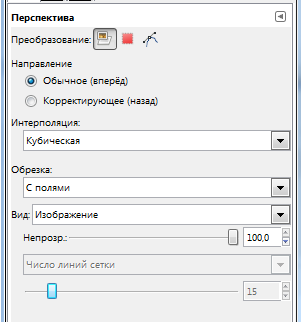 Перспектива
Преобразование:
Направление
Обычное (вперёд)
Корректирующее (назад)
Интерполяция:
Кубическая
Обрезка:
С полями
Вид: Изображение
Непрозр.: 100,0
Число линий сетки
15